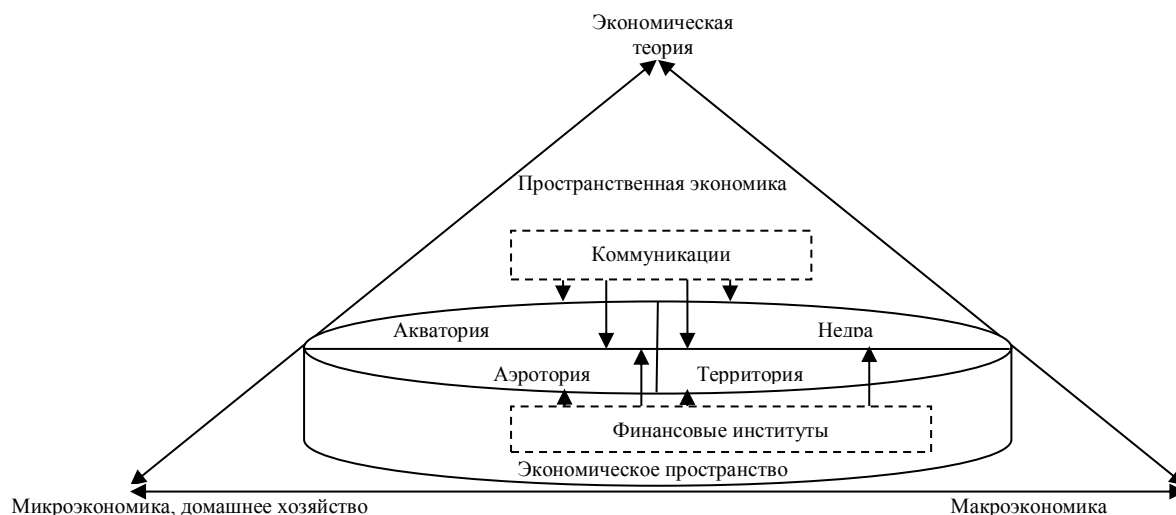 Экономическая
теория
Пространственная экономика
Коммуникации
Акватория
Недра
Аэротория
Территория
Финансовые институты
Экономическое пространство
Микроэкономика, домашнее хозяйство
Макроэкономика